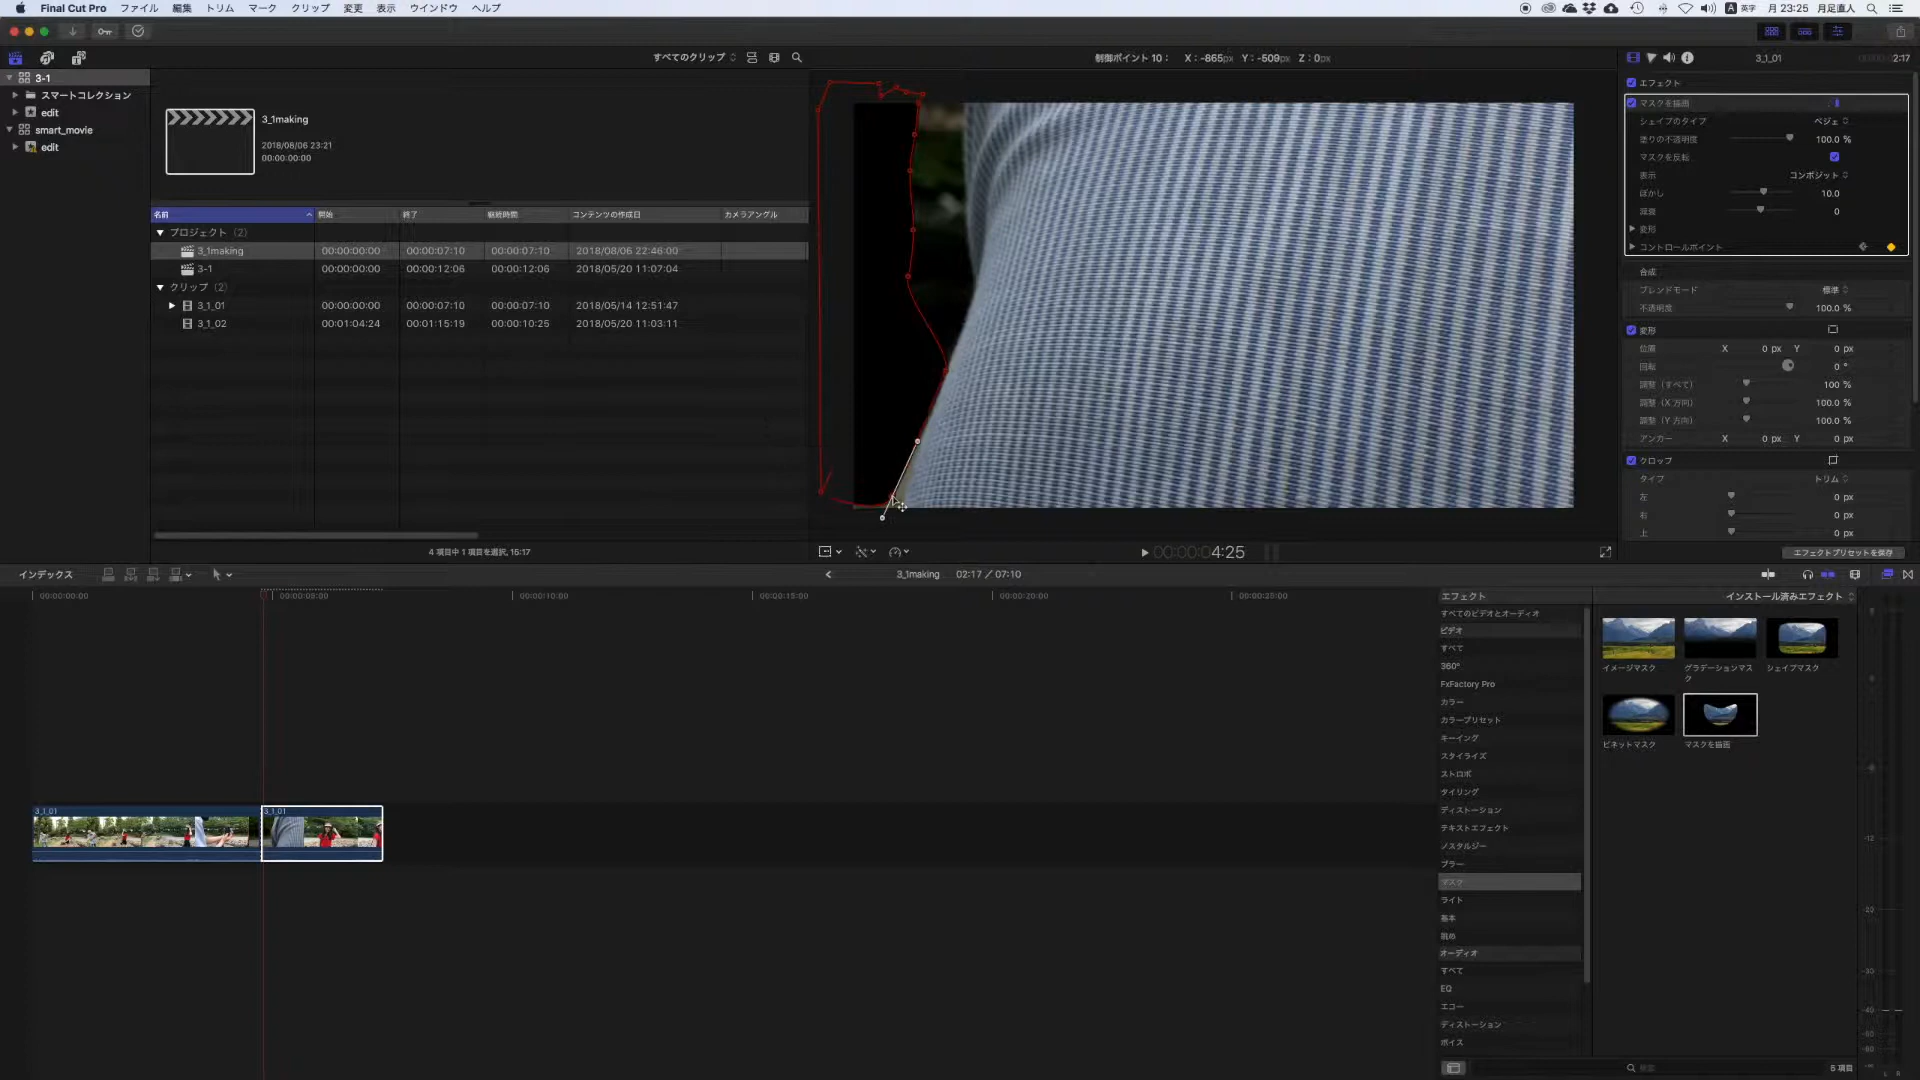 Final Cut Pro ファイル 編集 トリム マーク クリップ 変更 表示 ウインドウ ヘルプ
A 英字 月 23:25 月足直人
すべてのクリップ
制御ポイント 10： X：-865px Y：-509px Z：0px
3_1_01
2:17
3-1
スマートコレクション
edit
smart_movie
edit
3_1making
2018/08/06 23:21
00:00:00:00
名前 開始 終了 継続時間 コンテンツの作成日 カメラアングル
プロジェクト (2)
3_1making 00:00:00:00 00:00:07:10 00:00:07:10 2018/08/06 22:46:00
3-1 00:00:00:00 00:00:12:06 00:00:12:06 2018/05/20 11:07:04
クリップ (2)
3_1_01 00:00:00:00 00:00:07:10 00:00:07:10 2018/05/14 12:51:47
3_1_02 00:01:04:24 00:01:15:19 00:00:10:25 2018/05/20 11:03:11
4 項目中 1 項目を選択, 15:17
00:00:00 4:25
エフェクト
マスクを描画
シェイプのタイプ ベジェ
塗りの不透明度 100.0 %
マスクを反転
表示 コンポジット
ぼかし 10.0
減衰 0
変形
コントロールポイント
合成
ブレンドモード 標準
不透明度 100.0 %
変形
位置 X 0 px Y 0 px
回転 0 °
調整 (すべて) 100 %
調整 (X 方向) 100.0 %
調整 (Y 方向) 100.0 %
アンカー X 0 px Y 0 px
クロップ
タイプ トリム
左 0 px
右 0 px
上 0 px
エフェクトプリセットを保存
インデックス
3_1making 02:17 / 07:10
00:00:00:00 00:00:05:00 00:00:10:00 00:00:15:00 00:00:20:00 00:00:25:00
3_1_01 3_1_01
エフェクト
すべてのビデオとオーディオ
ビデオ
すべて
360°
FxFactory Pro
カラー
カラープリセット
キーイング
スタイライズ
ストロボ
タイリング
ディストーション
テキストエフェクト
ノスタルジー
ブラー
マスク
ライト
基本
眺め
オーディオ
すべて
EQ
エコー
ディストーション
ボイス
インストール済みエフェクト
イメージマスク グラデーションマスク シェイプマスク
ビネットマスク マスクを描画
検索
5 項目